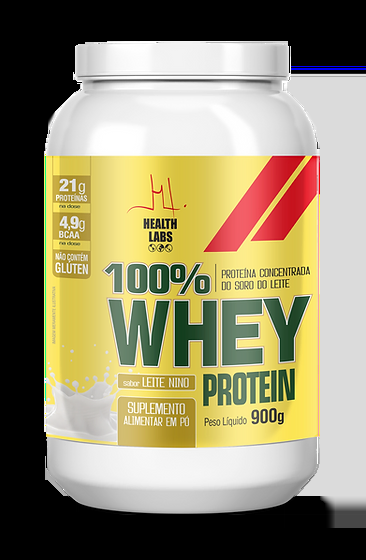 21g
PROTEÍNAS
na dose
4,9g
BCAA
na dose
NÃO CONTÉM
GLÚTEN
HEALTH
LABS
100%
PROTEÍNA CONCENTRADA
DO SORO DO LEITE
WHEY
sabor LEITE NINO
PROTEIN
SUPLEMENTO
ALIMENTAR EM PÓ
Peso Líquido 900g